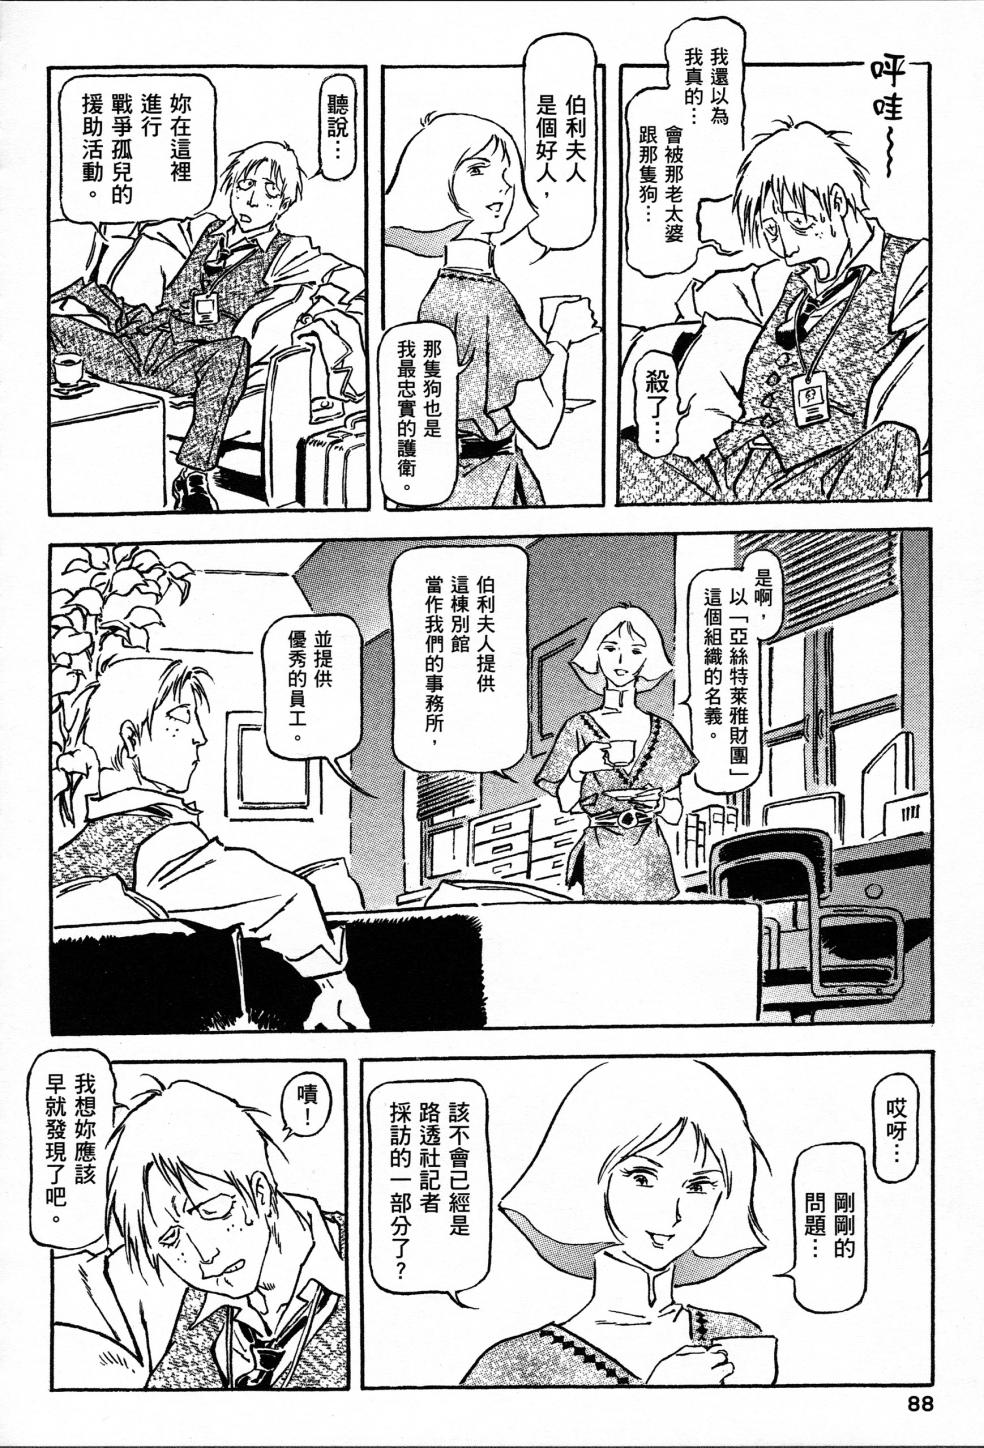 呼哇~
我還以為
我真的…
會被那老太婆
跟那隻狗…
殺了…
伯利夫人
是個好人，
那隻狗也是
我最忠實的護衛。
聽說…
妳在這裡
進行
戰爭孤兒的
援助活動。
是啊，
以「亞絲特萊雅財團」
這個組織的名義。
伯利夫人提供
這棟別館
當作我們的事務所，
並提供
優秀的員工。
哎呀…
剛剛的
問題…
該不會已經是
路透社記者
採訪的一部分了？
嘖！
我想妳應該
早就發現了吧。
88